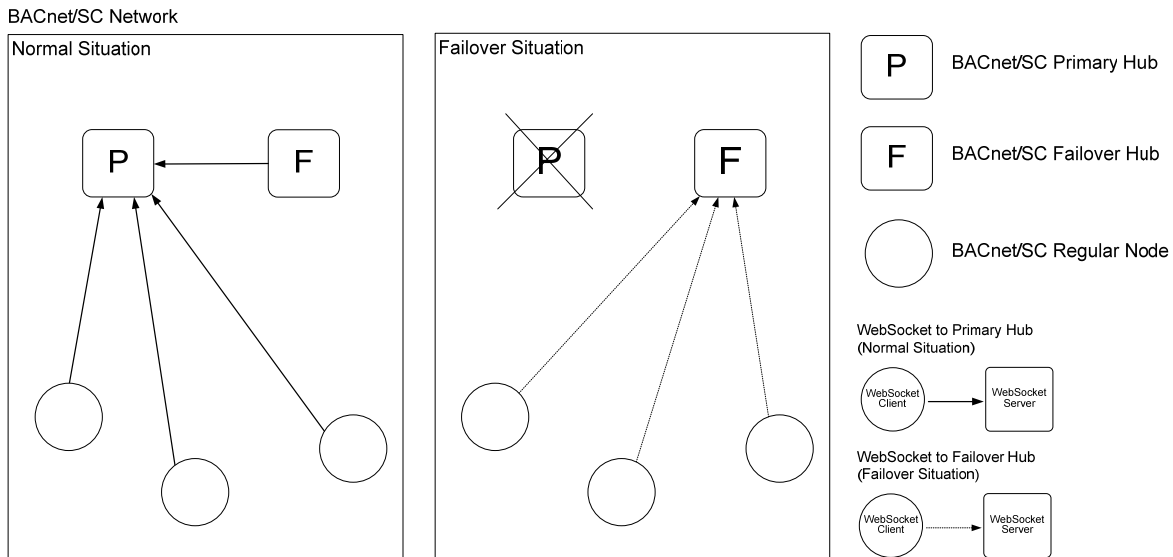 BACnet/SC Network
Normal Situation
P
F
Failover Situation
P
F
P
BACnet/SC Primary Hub
F
BACnet/SC Failover Hub
BACnet/SC Regular Node
WebSocket to Primary Hub
(Normal Situation)
WebSocket
Client
WebSocket
Server
WebSocket to Failover Hub
(Failover Situation)
WebSocket
Client
WebSocket
Server